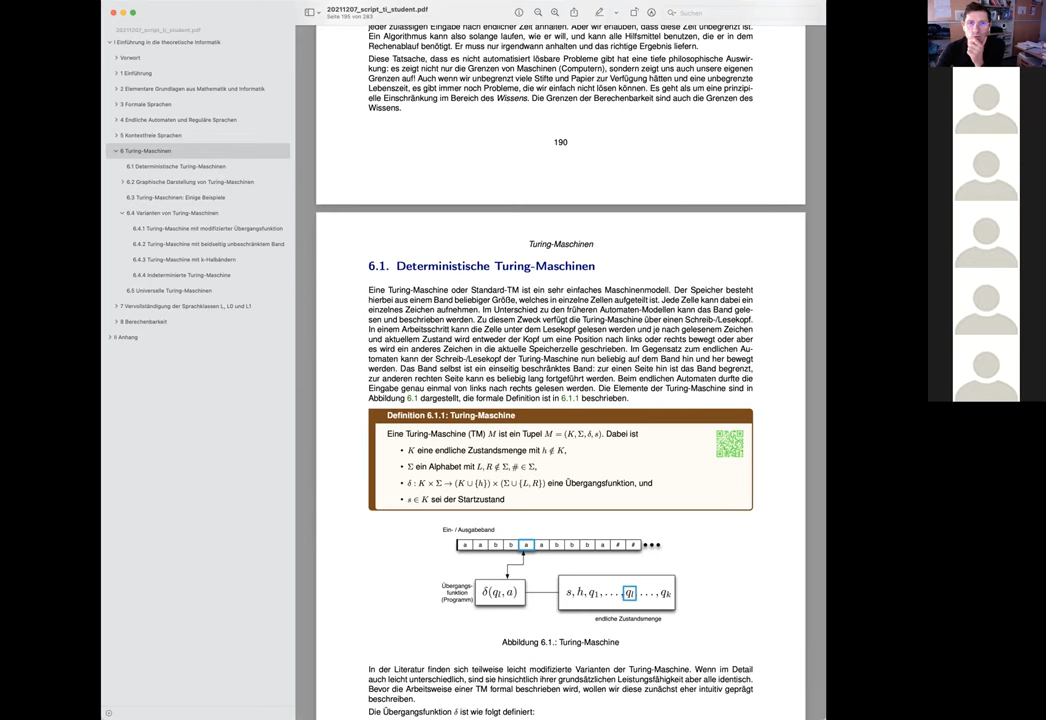 20211207_script_ti_student.pdf
I Einführung in die theoretische Informatik
Vorwort
1 Einführung
2 Elementare Grundlagen aus Mathematik und Informatik
3 Formale Sprachen
4 Endliche Automaten und Reguläre Sprachen
5 Kontextfreie Sprachen
6 Turing-Maschinen
6.1 Deterministische Turing-Maschinen
6.2 Graphische Darstellung von Turing-Maschinen
6.3 Turing-Maschinen: Einige Beispiele
6.4 Varianten von Turing-Maschinen
6.4.1 Turing-Maschine mit modifizierter Übergangsfunktion
6.4.2 Turing-Maschine mit beidseitig unbeschränktem Band
6.4.3 Turing-Maschine mit k-Halbändern
6.4.4 Indeterminierte Turing-Maschine
6.5 Universelle Turing-Maschinen
7 Vervollständigung der Sprachklassen L, L0 und L1
8 Berechenbarkeit
II Anhang
20211207_script_ti_student.pdf
Seite 195 von 283
Suchen
jeder zulässigen Eingabe nach endlicher Zeit anhalten. Aber wir erlauben, dass diese Zeit unbegrenzt ist.
Ein Algorithmus kann also solange laufen, wie er will, und kann alle Hilfsmittel benutzen, die er in dem
Rechenablauf benötigt. Er muss nur irgendwann anhalten und das richtige Ergebnis liefern.
Diese Tatsache, dass es nicht automatisiert lösbare Probleme gibt hat eine tiefe philosophische Auswir-
kung: es zeigt nicht nur die Grenzen von Maschinen (Computern), sondern zeigt uns auch unsere eigenen
Grenzen auf! Auch wenn wir unbegrenzt viele Stifte und Papier zur Verfügung hätten und eine unbegrenzte
Lebenszeit, es gibt immer noch Probleme, die wir einfach nicht lösen können. Es geht als um eine prinzipi-
elle Einschränkung im Bereich des Wissens. Die Grenzen der Berechenbarkeit sind auch die Grenzen des
Wissens.
190
Turing-Maschinen
6.1. Deterministische Turing-Maschinen
Eine Turing-Maschine oder Standard-TM ist ein sehr einfaches Maschinenmodell. Der Speicher besteht
hierbei aus einem Band beliebiger Größe, welches in einzelne Zellen aufgeteilt ist. Jede Zelle kann dabei ein
einzelnes Zeichen aufnehmen. Im Unterschied zu den früheren Automaten-Modellen kann das Band gele-
sen und beschrieben werden. Zu diesem Zweck verfügt die Turing-Maschine über einen Schreib-/Lesekopf.
In einem Arbeitsschritt kann die Zelle unter dem Lesekopf gelesen werden und je nach gelesenem Zeichen
und aktuellem Zustand wird entweder der Kopf um eine Position nach links oder rechts bewegt oder aber
es wird ein anderes Zeichen in die aktuelle Speicherzelle geschrieben. Im Gegensatz zum endlichen Au-
tomaten kann der Schreib-/Lesekopf der Turing-Maschine nun beliebig auf dem Band hin und her bewegt
werden. Das Band selbst ist ein einseitig beschränktes Band: zur einen Seite hin ist das Band begrenzt,
zur anderen rechten Seite kann es beliebig lang fortgeführt werden. Beim endlichen Automaten durfte die
Eingabe genau einmal von links nach rechts gelesen werden. Die Elemente der Turing-Maschine sind in
Abbildung 6.1 dargestellt, die formale Definition ist in 6.1.1 beschrieben.
Definition 6.1.1: Turing-Maschine
Eine Turing-Maschine (TM) M ist ein Tupel M = (K, Σ, δ, s). Dabei ist
• K eine endliche Zustandsmenge mit h ∉ K,
• Σ ein Alphabet mit L, R ∉ Σ, # ∈ Σ,
• δ : K × Σ → (K ∪ {h}) × (Σ ∪ {L, R}) eine Übergangsfunktion, und
• s ∈ K sei der Startzustand
Ein- / Ausgabeband
a a b b a a b b b a # # •••
Übergangs-
funktion
(Programm)
δ(ql, a)
s, h, q1, . . . , ql, . . . , qk
endliche Zustandsmenge
Abbildung 6.1.: Turing-Maschine
In der Literatur finden sich teilweise leicht modifizierte Varianten der Turing-Maschine. Wenn im Detail
auch leicht unterschiedlich, sind sie hinsichtlich ihrer grundsätzlichen Leistungsfähigkeit aber alle identisch.
Bevor die Arbeitsweise einer TM formal beschrieben wird, wollen wir diese zunächst eher intuitiv geprägt
beschreiben.
Die Übergangsfunktion δ ist wie folgt definiert: